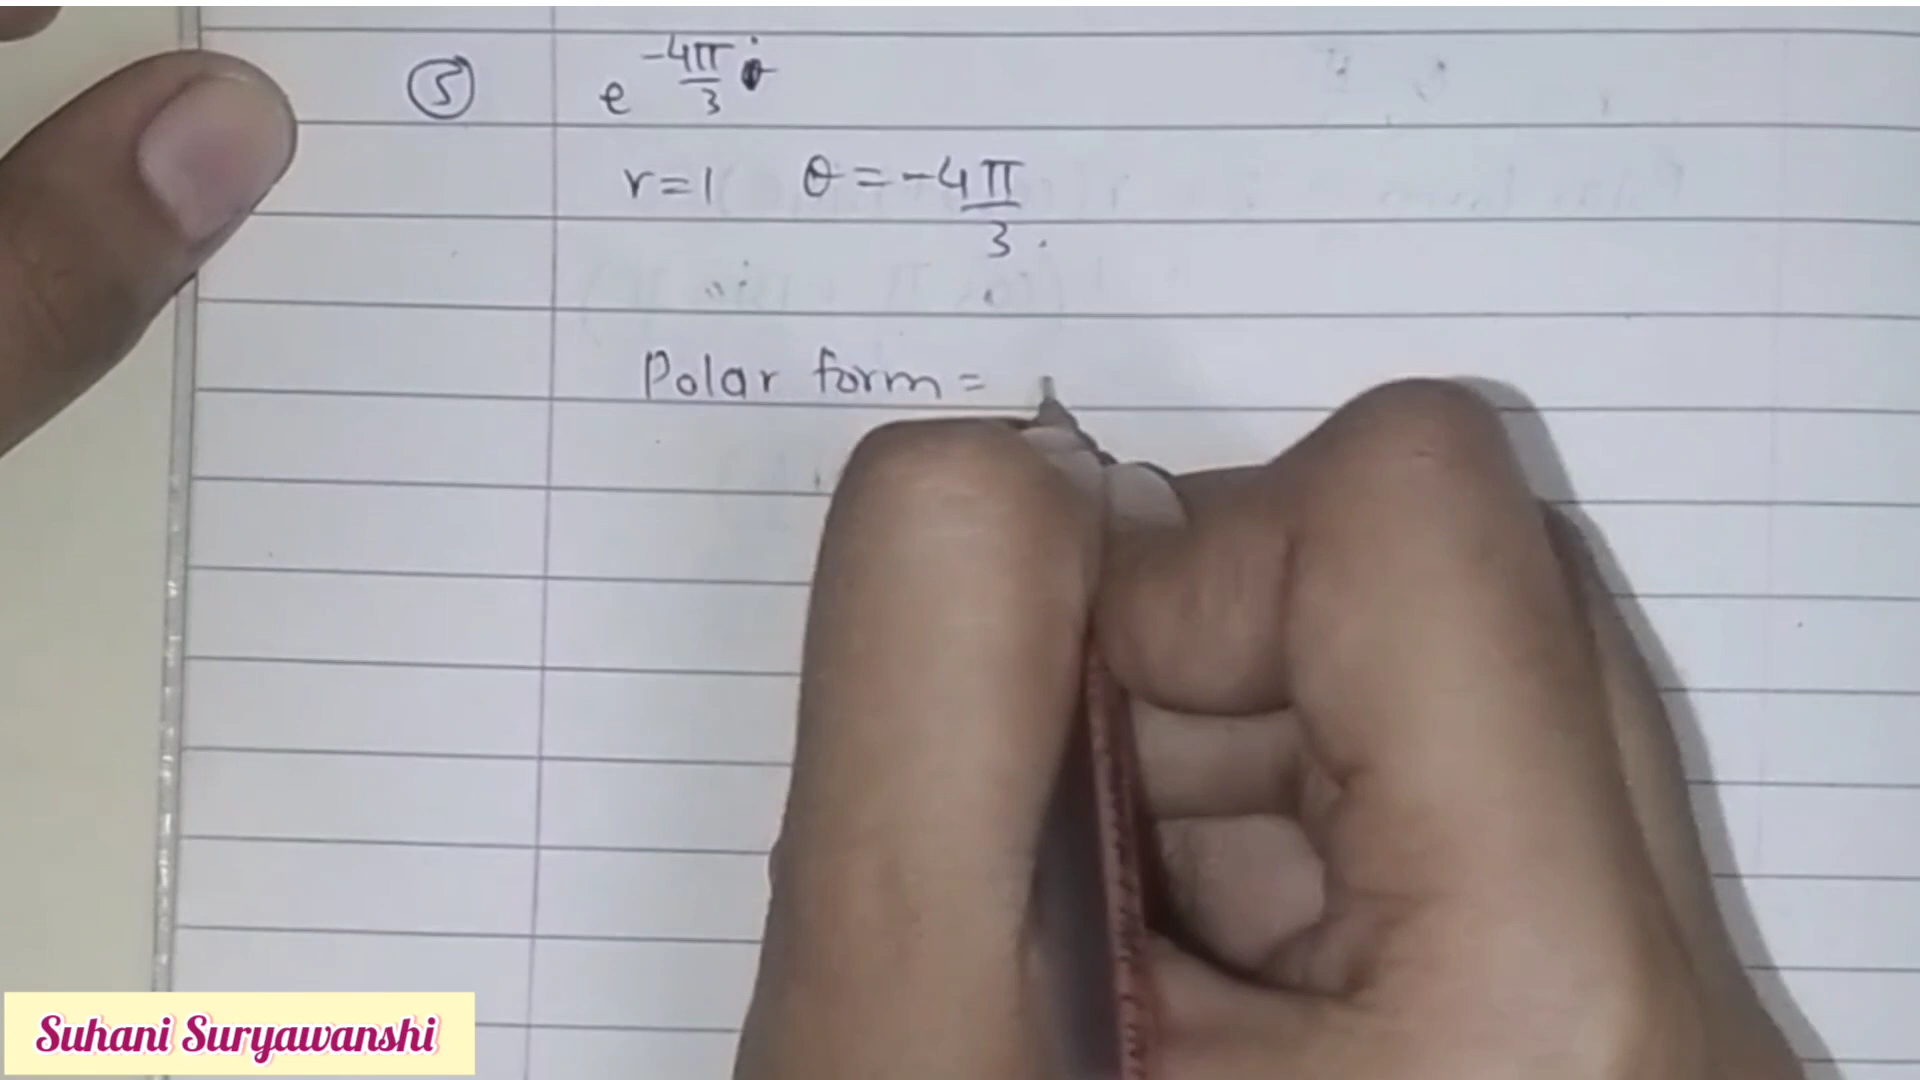 5 e^{-4π/3 i}
r=1 θ=-4π/3.
Polar form =
Suhani Suryawanshi